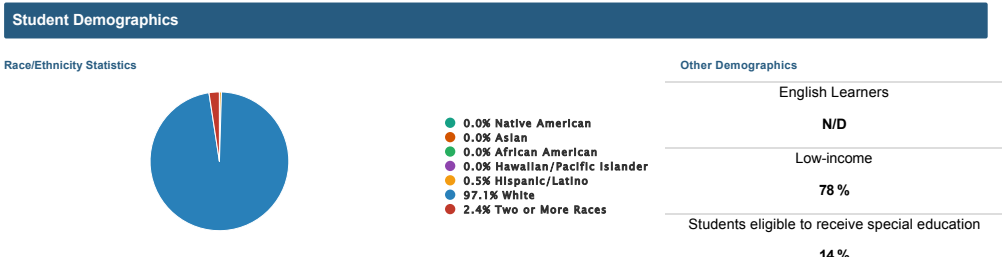 Student Demographics
Race/Ethnicity Statistics
0.0% Native American
0.0% Asian
0.0% African American
0.0% Hawaiian/Pacific Islander
0.5% Hispanic/Latino
97.1% White
2.4% Two or More Races
Other Demographics
English Learners
N/D
Low-income
78 %
Students eligible to receive special education
14 %